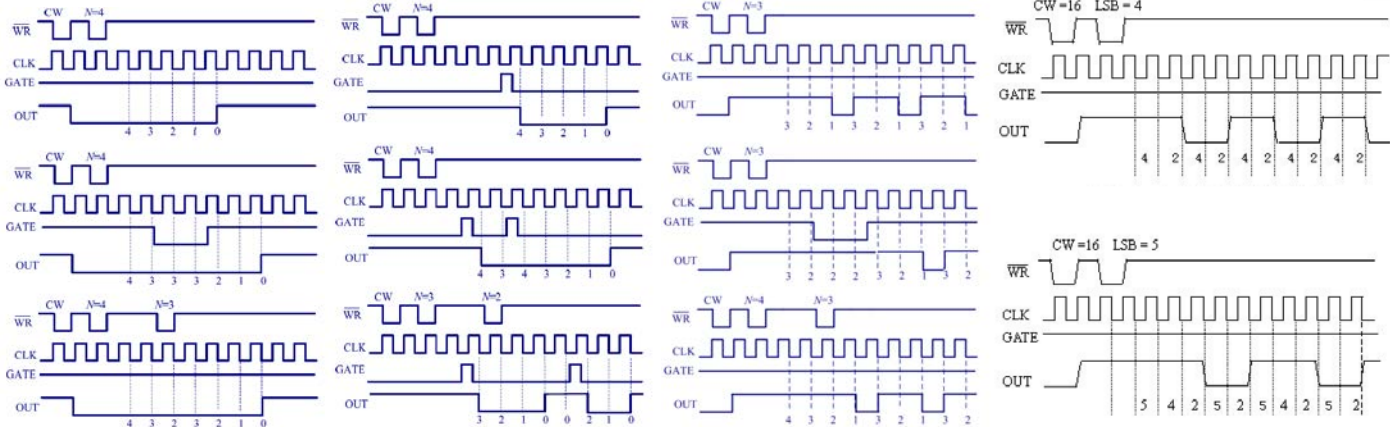 CW N=4
WR
CLK
GATE
OUT
4 3 2 1 0
CW N=4
WR
CLK
GATE
OUT
4 3 2 1 0
CW N=3
WR
CLK
GATE
OUT
3 2 1 3 2 1 3 2 1
CW =16 LSB = 4
WR
CLK
GATE
OUT
4 2 4 2 4 2 4 2 4 2
CW N=4
WR
CLK
GATE
OUT
4 3 3 3 2 1 0
CW N=4
WR
CLK
GATE
OUT
4 3 4 3 2 1 0
CW N=3
WR
CLK
GATE
OUT
3 2 2 2 3 2 1 3 2
CW =16 LSB = 5
WR
CLK
GATE
OUT
5 4 2 5 2 5 4 2 5 2
CW N=4 N=3
WR
CLK
GATE
OUT
4 3 2 3 2 1 0
CW N=3 N=2
WR
CLK
GATE
OUT
3 2 1 0 0 2 1 0
CW N=4 N=3
WR
CLK
GATE
OUT
4 3 2 1 3 2 1 3 2